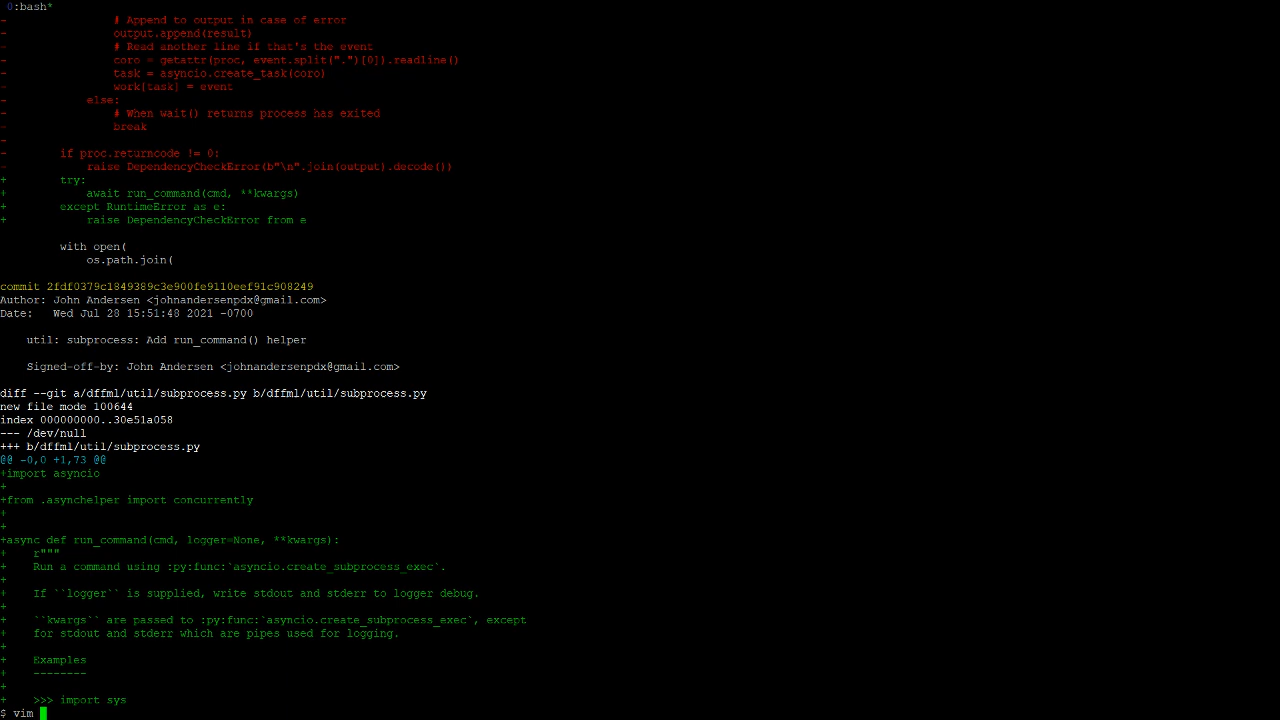 0:bash*
-                # Append to output in case of error
-                output.append(result)
-                # Read another line if that's the event
-                coro = getattr(proc, event.split(".")[0]).readline()
-                task = asyncio.create_task(coro)
-                work[task] = event
-            else:
-                # When wait() returns process has exited
-                break
-
-        if proc.returncode != 0:
-            raise DependencyCheckError(b"\n".join(output).decode())
+        try:
+            await run_command(cmd, **kwargs)
+        except RuntimeError as e:
+            raise DependencyCheckError from e

         with open(
             os.path.join(

commit 2fdf0379c1849389c3e900fe9110eef91c908249
Author: John Andersen <johnandersenpdx@gmail.com>
Date:   Wed Jul 28 15:51:48 2021 -0700

    util: subprocess: Add run_command() helper

    Signed-off-by: John Andersen <johnandersenpdx@gmail.com>

diff --git a/dffml/util/subprocess.py b/dffml/util/subprocess.py
new file mode 100644
index 000000000..30e51a058
--- /dev/null
+++ b/dffml/util/subprocess.py
@@ -0,0 +1,73 @@
+import asyncio
+
+from .asynchelper import concurrently
+
+
+async def run_command(cmd, logger=None, **kwargs):
+    r"""
+    Run a command using :py:func:`asyncio.create_subprocess_exec`.
+
+    If ``logger`` is supplied, write stdout and stderr to logger debug.
+
+    ``kwargs`` are passed to :py:func:`asyncio.create_subprocess_exec`, except
+    for stdout and stderr which are pipes used for logging.
+
+    Examples
+    --------
+
+    >>> import sys
$ vim